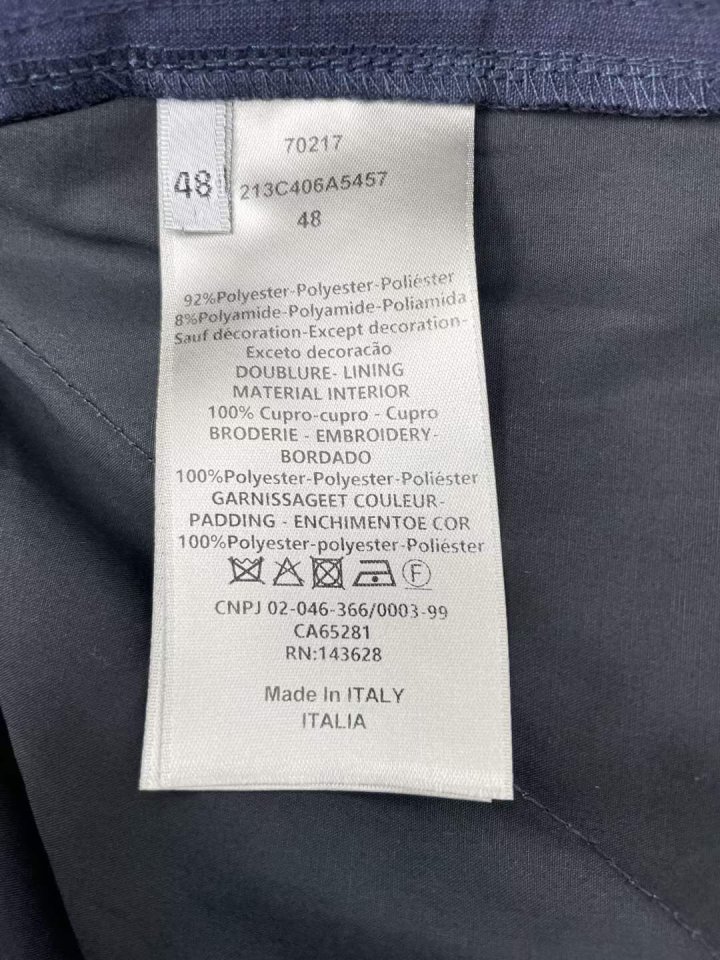 48
70217
213C406A5457
48
92%Polyester-Polyester-Poliéster
8%Polyamide-Polyamide-Poliamida
Sauf décoration-Except decoration-
Exceto decoracão
DOUBLURE- LINING
MATERIAL INTERIOR
100% Cupro-cupro - Cupro
BRODERIE - EMBROIDERY-
BORDADO
100%Polyester-Polyester-Poliéster
GARNISSAGEET COULEUR-
PADDING - ENCHIMENTOE COR
100%Polyester-polyester-Poliéster
F
CNPJ 02-046-366/0003-99
CA65281
RN:143628
Made In ITALY
ITALIA